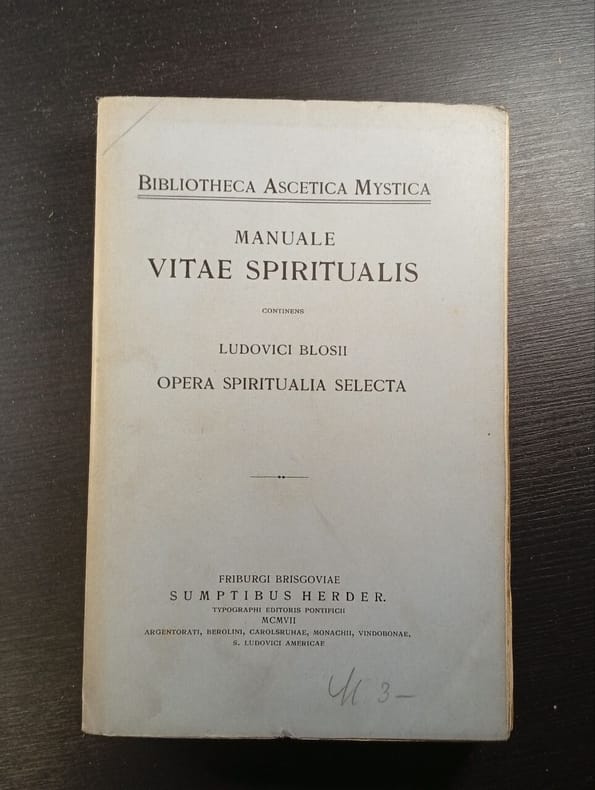 BIBLIOTHECA ASCETICA MYSTICA
MANUALE
VITAE SPIRITUALIS
CONTINENS
LUDOVICI BLOSII
OPERA SPIRITUALIA SELECTA
FRIBURGI BRISGOVIAE
SUMPTIBUS HERDER.
TYPOGRAPHI EDITORIS PONTIFICII
MCMVII
ARGENTORATI, BEROLINI, CAROLSRUHAE, MONACHII, VINDOBONAE,
S. LUDOVICI AMERICAE
M 3–